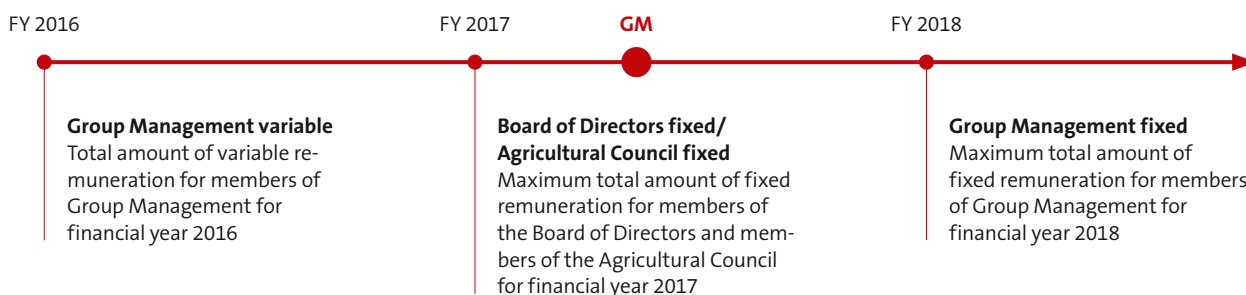 FY 2016
FY 2017
GM
FY 2018
Group Management variable
Total amount of variable re-
muneration for members of
Group Management for
financial year 2016
Board of Directors fixed/
Agricultural Council fixed
Maximum total amount of fixed
remuneration for members of
the Board of Directors and mem-
bers of the Agricultural Council
for financial year 2017
Group Management fixed
Maximum total amount of
fixed remuneration for members
of Group Management for
financial year 2018